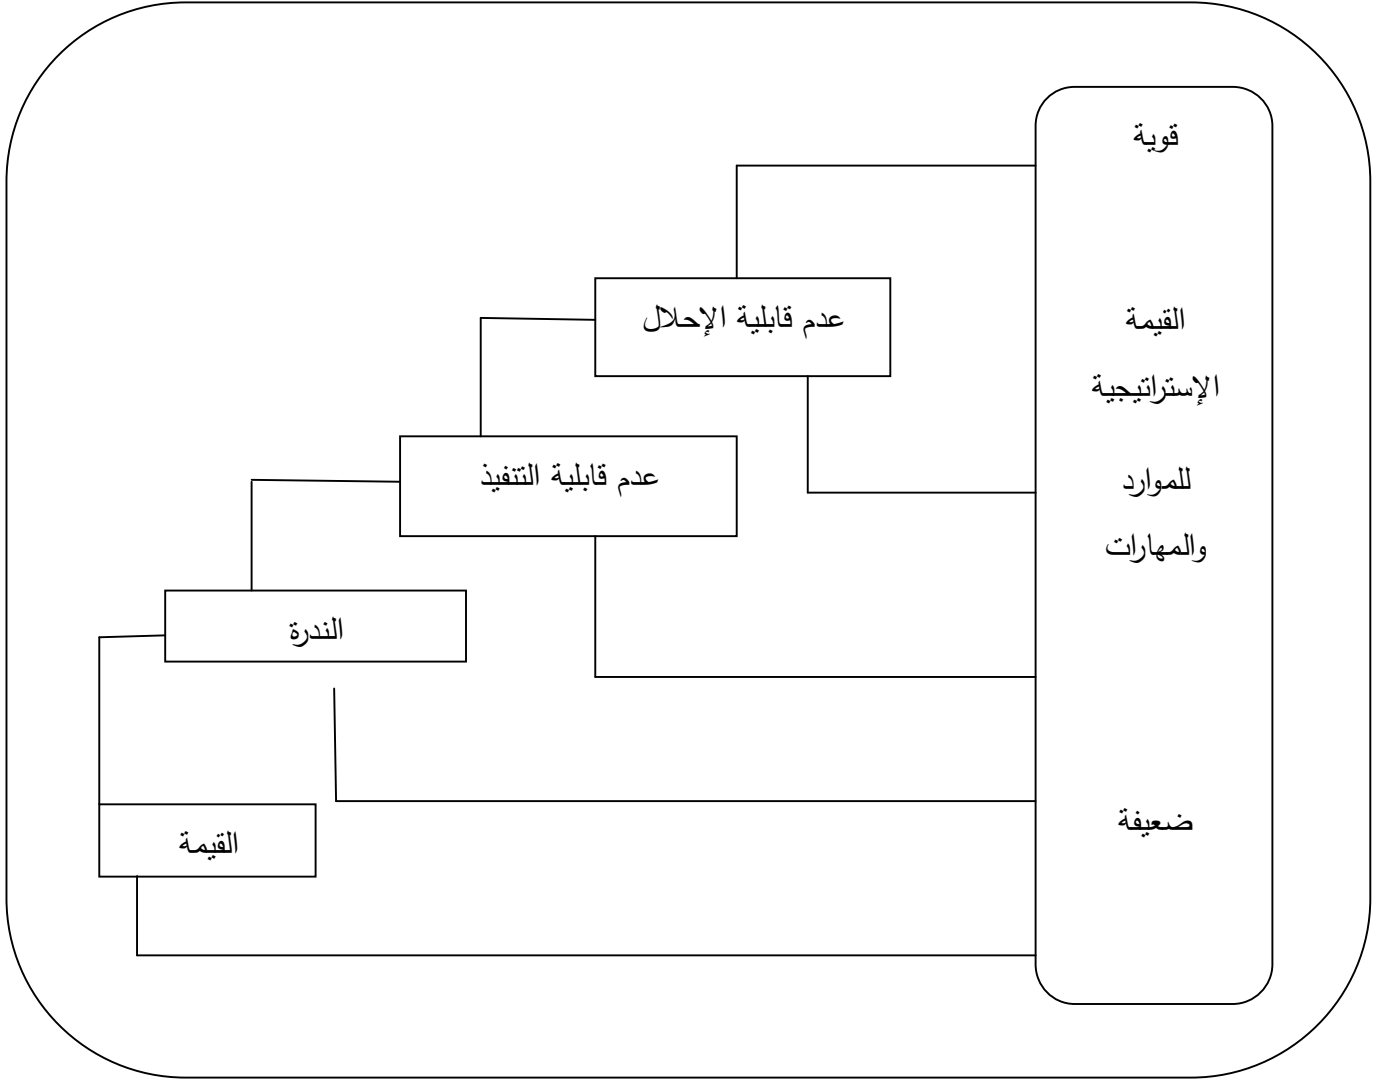 قوية
عدم قابلية الإحلال
القيمة
الإستراتيجية
عدم قابلية التنفيذ
للموارد
والمهارات
الندرة
ضعيفة
القيمة